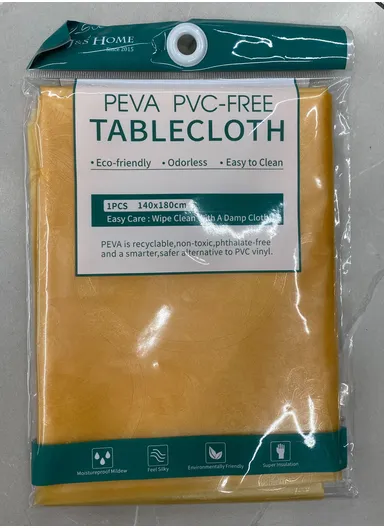 J&S HOME
Since 2015
PEVA PVC-FREE
TABLECLOTH
• Eco-friendly • Odorless • Easy to Clean
1PCS 140x180cm
Easy Care : Wipe Clean With A Damp Cloth
PEVA is recyclable,non-toxic,phthalate-free
and a smarter,safer alternative to PVC vinyl.
Moistureproof Mildew Feel Silky Environmentally Friendly Super Insulation